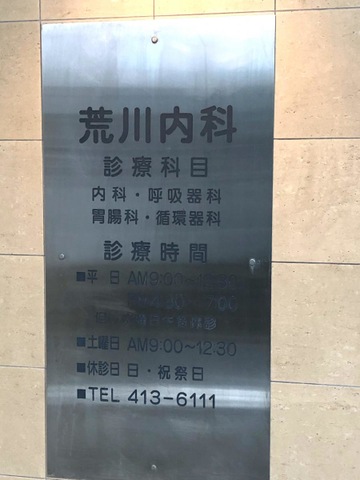 荒川内科
診療科目
内科・呼吸器科
胃腸科・循環器科
診療時間
■平 日 AM9:00～12:30
■土曜日 AM9:00～12:30
■休診日 日・祝祭日
■TEL 413-6111